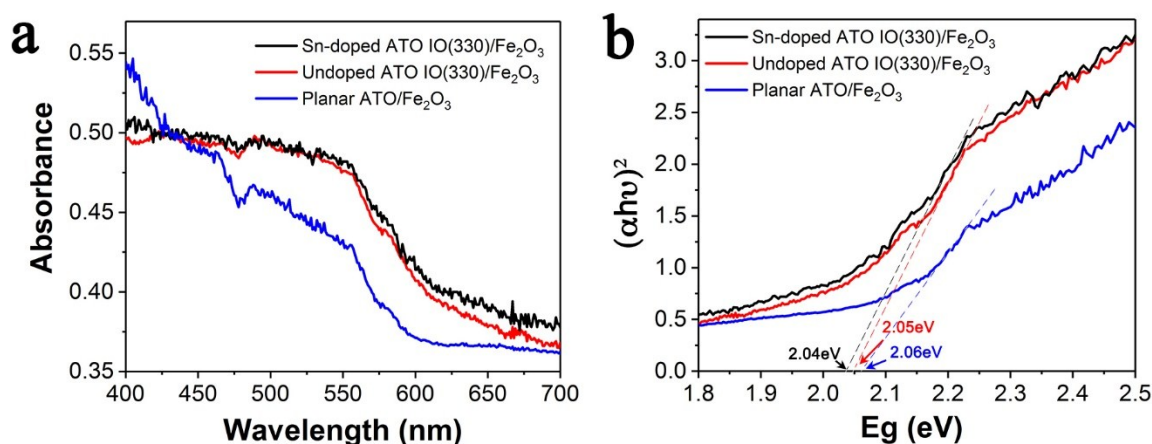 a
0.55
0.50
0.45
0.40
0.35
Absorbance
Sn-doped ATO IO(330)/Fe₂O₃
Undoped ATO IO(330)/Fe₂O₃
Planar ATO/Fe₂O₃
400 450 500 550 600 650 700
Wavelength (nm)
b
3.0
2.5
2.0
1.5
1.0
0.5
0.0
(αhυ)²
Sn-doped ATO IO(330)/Fe₂O₃
Undoped ATO IO(330)/Fe₂O₃
Planar ATO/Fe₂O₃
2.04eV
2.05eV
2.06eV
1.8 1.9 2.0 2.1 2.2 2.3 2.4 2.5
Eg (eV)